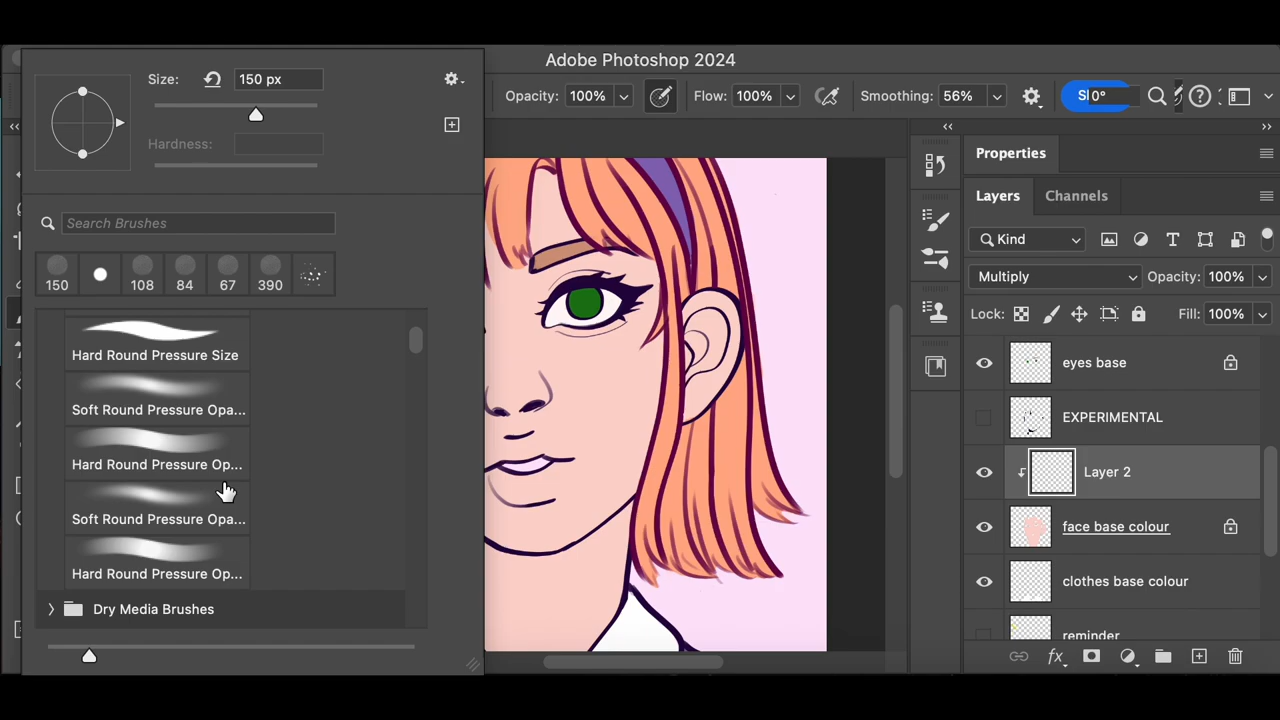 Adobe Photoshop 2024
Size: 150 px
Opacity: 100% Flow: 100% Smoothing: 56% 0°
Hardness:
Search Brushes
150 108 84 67 390
Hard Round Pressure Size
Soft Round Pressure Opa...
Hard Round Pressure Op...
Soft Round Pressure Opa...
Hard Round Pressure Op...
Dry Media Brushes
Properties
Layers Channels
Kind
Multiply Opacity: 100%
Lock: Fill: 100%
eyes base
EXPERIMENTAL
Layer 2
face base colour
clothes base colour
reminder
fx